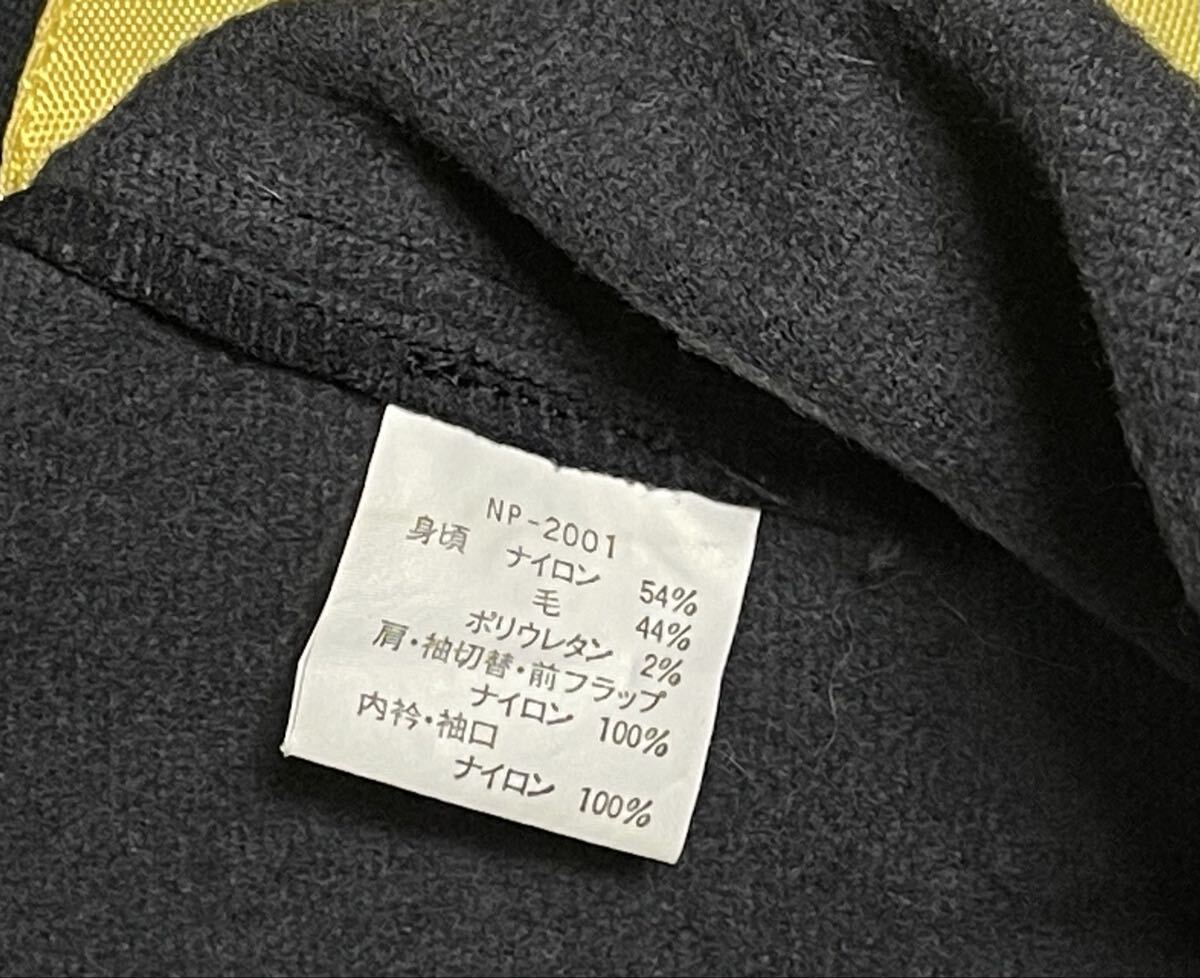 NP-2001
身頃 ナイロン 54%
毛 44%
ポリウレタン 2%
肩・袖切替・前フラップ
ナイロン 100%
内衿・袖口
ナイロン 100%